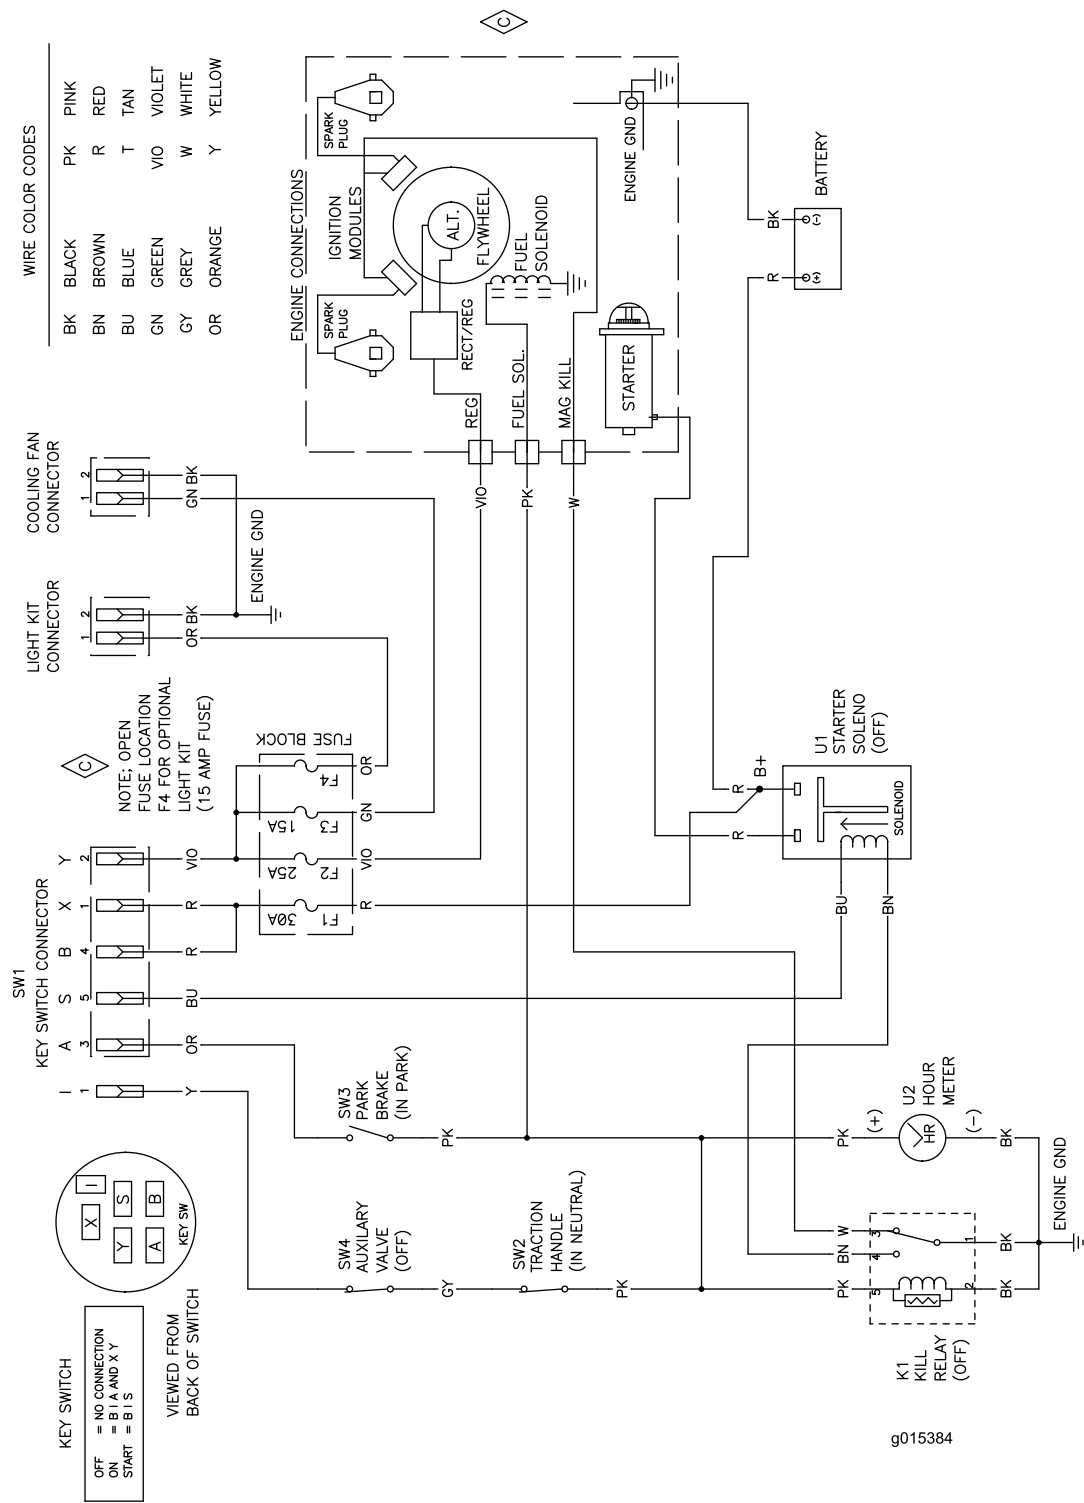 WIRE COLOR CODES
BK BLACK PK PINK
BN BROWN R RED
BU BLUE T TAN
GN GREEN VIO VIOLET
GY GREY W WHITE
OR ORANGE Y YELLOW
C
ENGINE CONNECTIONS
SPARK
PLUG
SPARK
PLUG
IGNITION
MODULES
ALT.
FLYWHEEL
RECT/REG
FUEL
SOLENOID
STARTER
ENGINE GND
REG
FUEL SOL.
MAG KILL
VIO
PK
W
BATTERY
BK
R
(-)
(+)
COOLING FAN
CONNECTOR
1
2
GN
BK
ENGINE GND
LIGHT KIT
CONNECTOR
1
2
OR
BK
C
NOTE; OPEN
FUSE LOCATION
F4 FOR OPTIONAL
LIGHT KIT
(15 AMP FUSE)
FUSE BLOCK
F4
OR
15A
F3
GN
25A
F2
VIO
30A
F1
R
SW1
KEY SWITCH CONNECTOR
I A S B X Y
1 3 5 4 1 2
Y
OR
BU
R
R
VIO
U1
STARTER
SOLENO
(OFF)
B+
R
R
SOLENOID
BU
BN
KEY SWITCH
OFF = NO CONNECTION
ON = B I A AND X Y
START = B I S
VIEWED FROM
BACK OF SWITCH
X
I
Y
S
A
B
KEY SW
SW3
PARK
BRAKE
(IN PARK)
PK
SW4
AUXILARY
VALVE
(OFF)
GY
SW2
TRACTION
HANDLE
(IN NEUTRAL)
PK
U2
HOUR
METER
PK
(+)
HR
(-)
BK
ENGINE GND
K1
KILL
RELAY
(OFF)
PK
BN
W
5
4
3
2
1
BK
BK
g015384